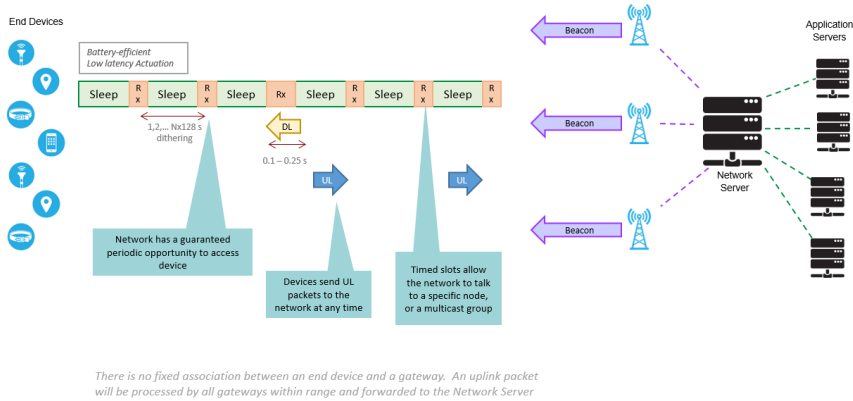 End Devices
Application
Servers
Battery-efficient
Low latency Actuation
Beacon
Sleep
R
x
Sleep
R
x
Sleep
Rx
Sleep
R
x
Sleep
R
x
Sleep
R
x
1,2,... Nx128 s
dithering
DL
0.1 – 0.25 s
Beacon
UL
UL
Network
Server
Network has a guaranteed
periodic opportunity to access
device
Devices send UL
packets to the
network at any time
Timed slots allow
the network to talk
to a specific node,
or a multicast group
Beacon
There is no fixed association between an end device and a gateway. An uplink packet
will be processed by all gateways within range and forwarded to the Network Server